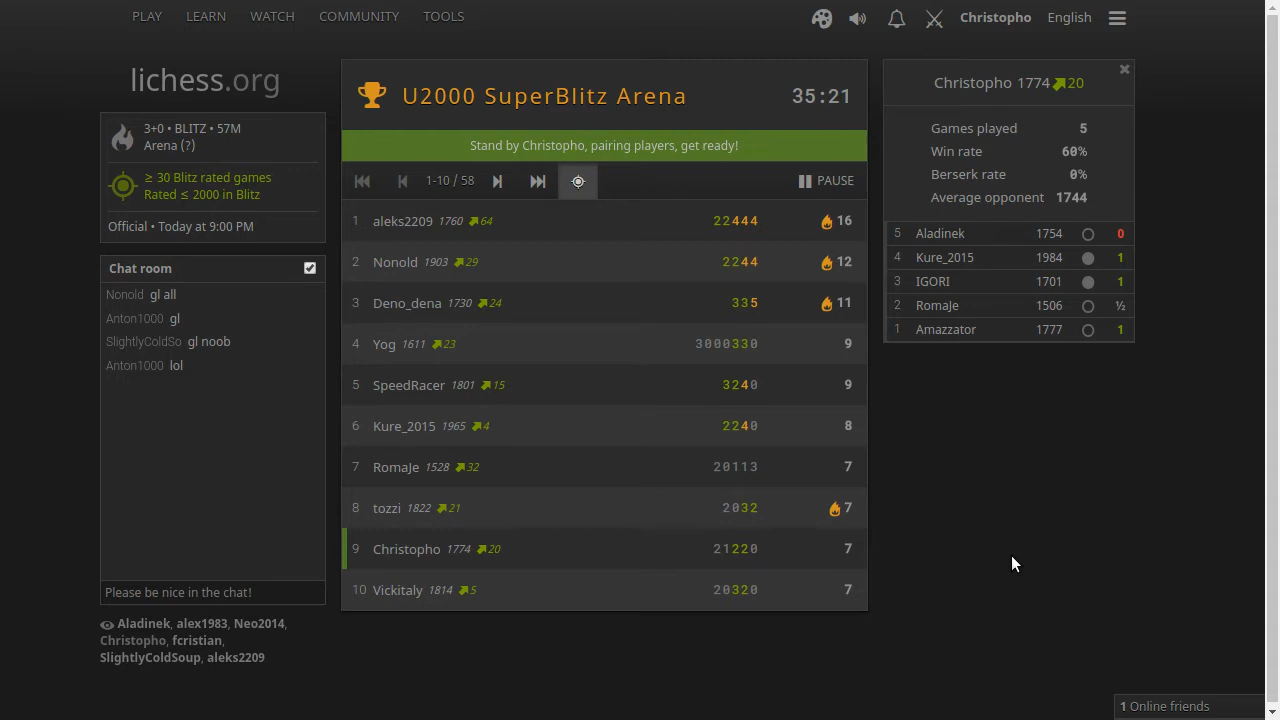 PLAY LEARN WATCH COMMUNITY TOOLS
Christopho English
lichess.org
3+0 • BLITZ • 57M
Arena (?)
≥ 30 Blitz rated games
Rated ≤ 2000 in Blitz
Official • Today at 9:00 PM
Chat room
Nonold gl all
Anton1000 gl
SlightlyColdSo gl noob
Anton1000 lol
Please be nice in the chat!
Aladinek, alex1983, Neo2014,
Christopho, fcristian,
SlightlyColdSoup, aleks2209
U2000 SuperBlitz Arena 35:21
Stand by Christopho, pairing players, get ready!
1-10 / 58 PAUSE
1 aleks2209 1760 64 22444 16
2 Nonold 1903 29 2244 12
3 Deno_dena 1730 24 335 11
4 Yog 1611 23 3000330 9
5 SpeedRacer 1801 15 3240 9
6 Kure_2015 1965 4 2240 8
7 RomaJe 1528 32 20113 7
8 tozzi 1822 21 2032 7
9 Christopho 1774 20 21220 7
10 Vickitaly 1814 5 20320 7
Christopho 1774 20
Games played 5
Win rate 60%
Berserk rate 0%
Average opponent 1744
5 Aladinek 1754 0
4 Kure_2015 1984 1
3 IGORI 1701 1
2 RomaJe 1506 ½
1 Amazzator 1777 1
1 Online friends